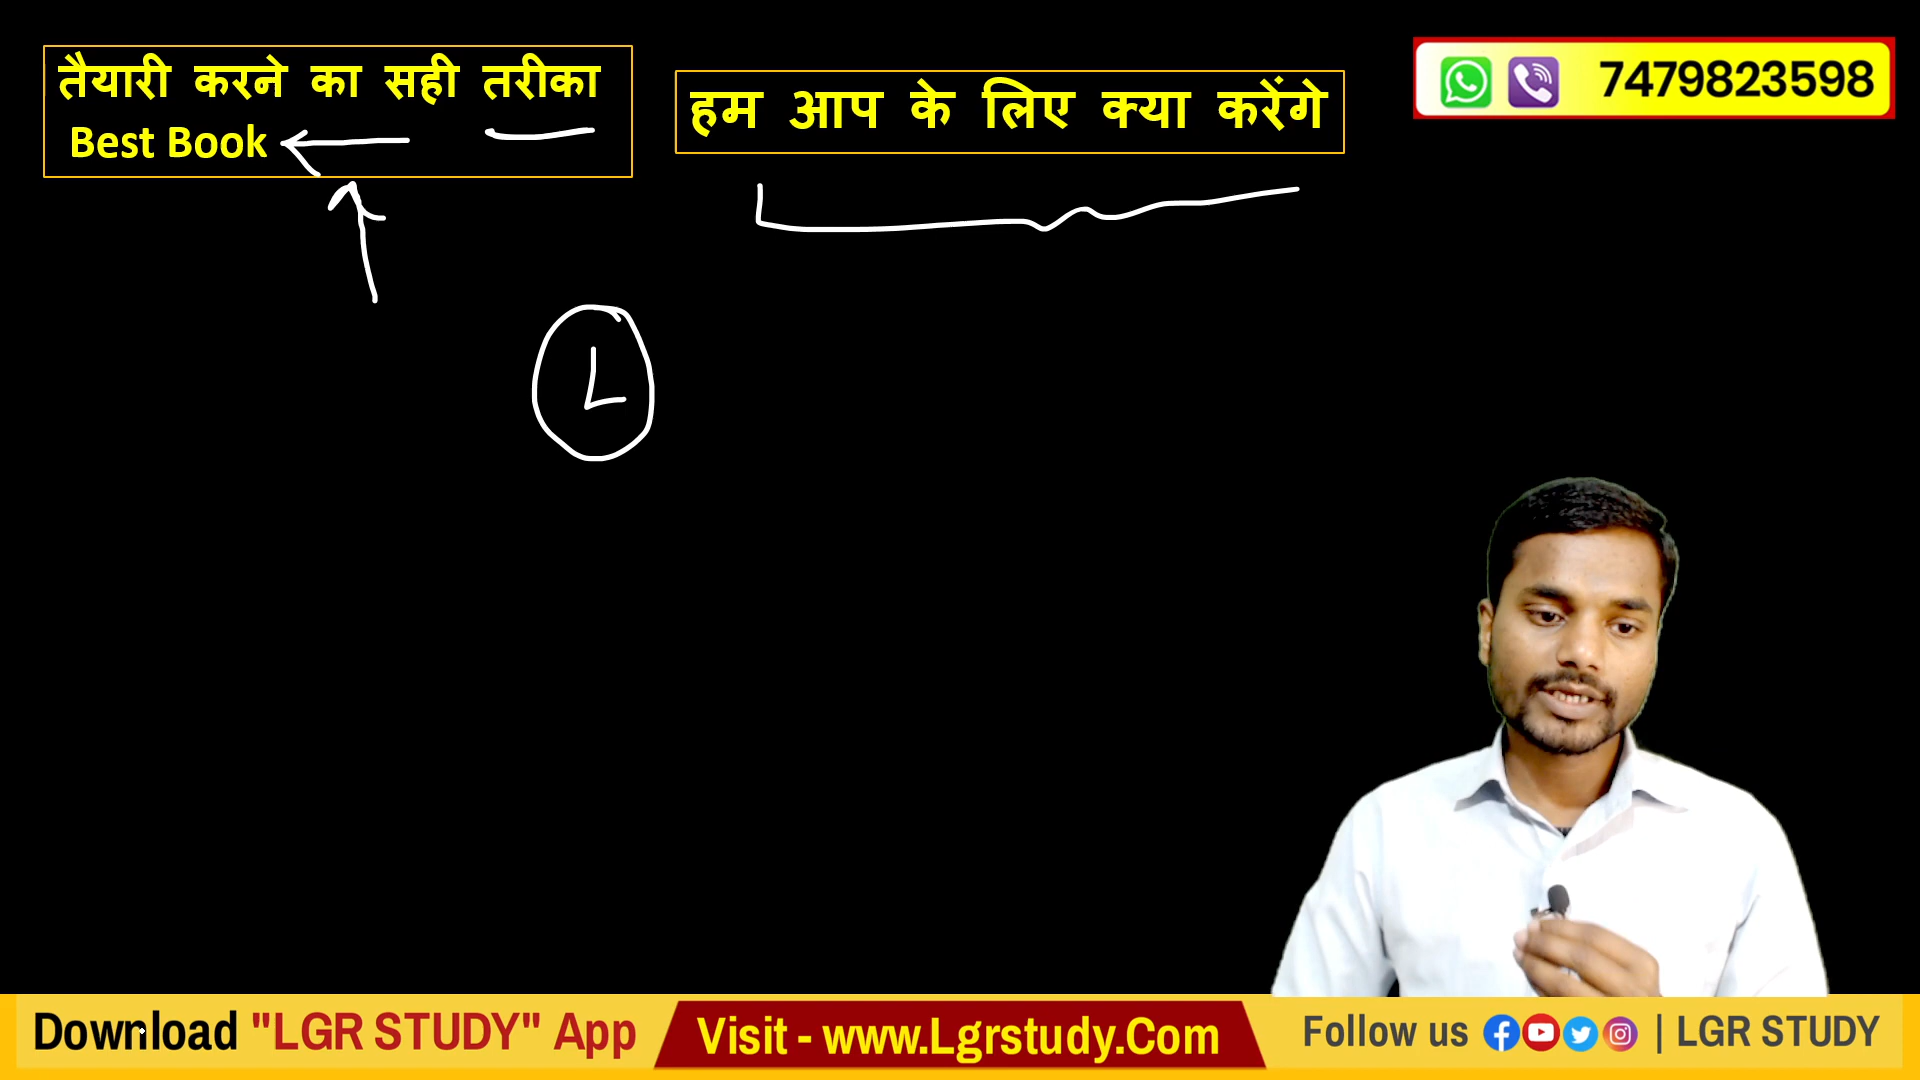 तैयारी करने का सही तरीका
Best Book
हम आप के लिए क्या करेंगे
7479823598
L
Download "LGR STUDY" App
Visit - www.Lgrstudy.Com
Follow us | LGR STUDY